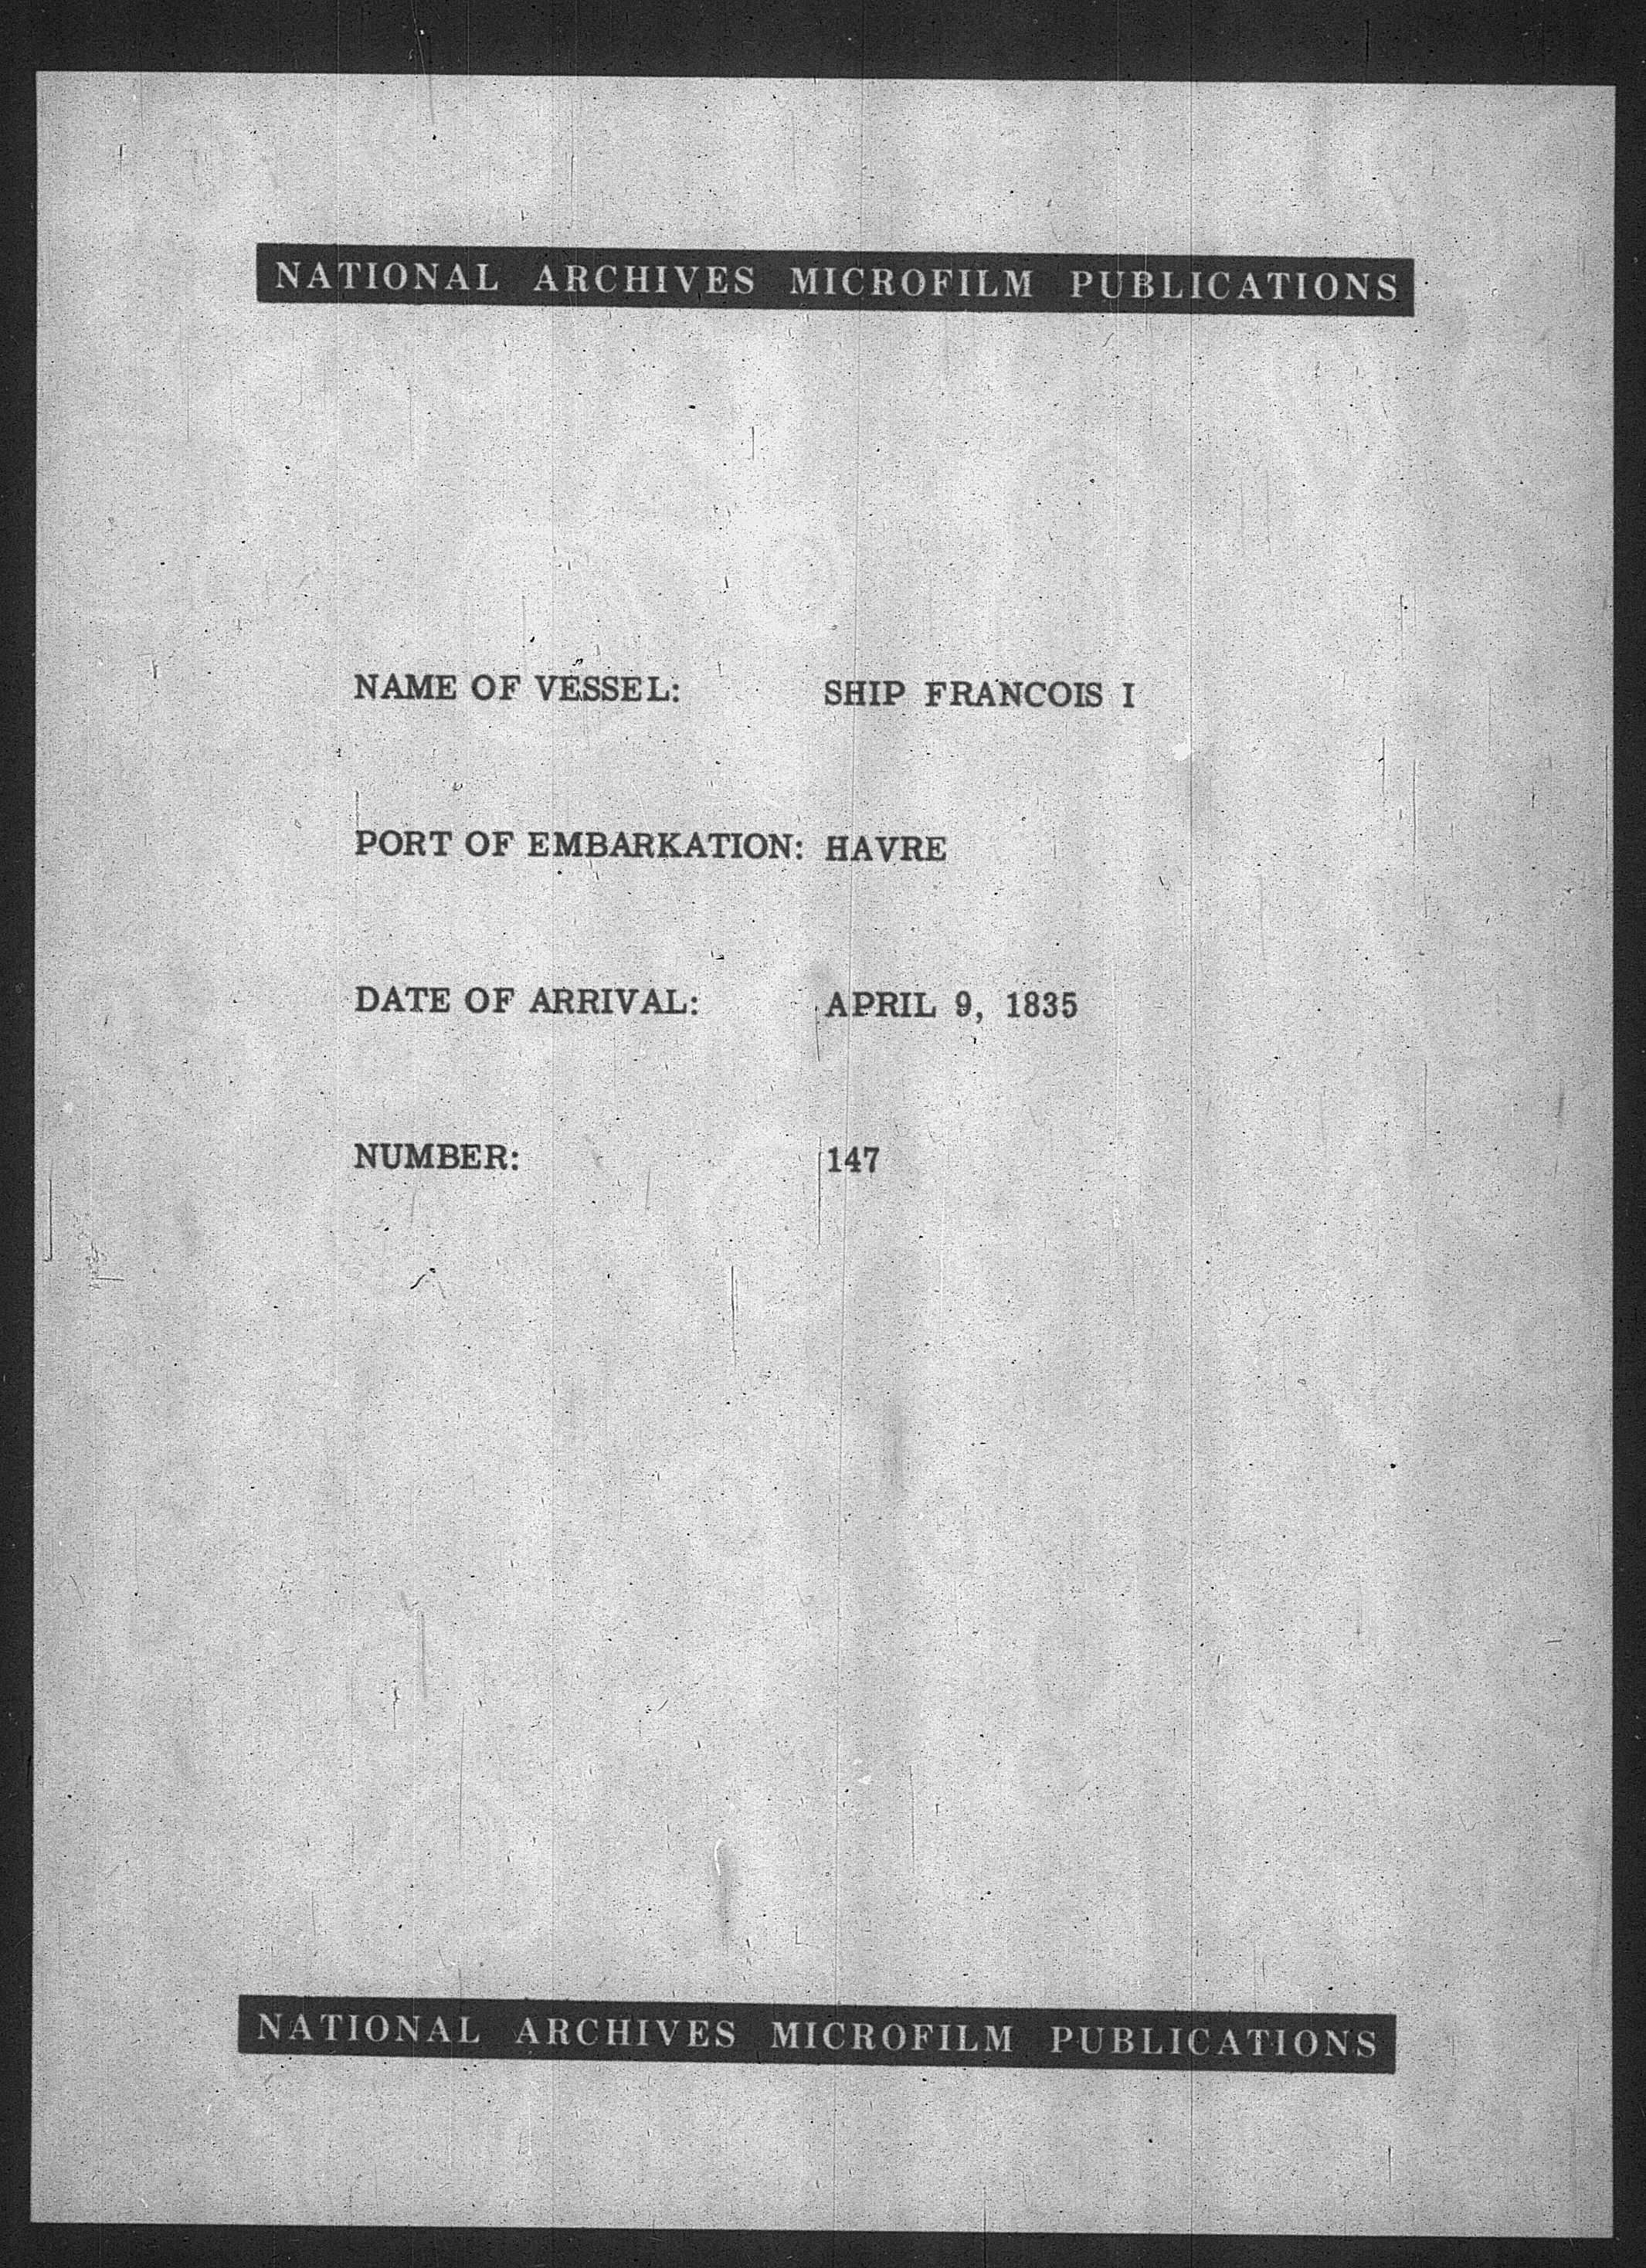 NATIONAL ARCHIVES MICROFILM PUBLICATIONS
NAME OF VESSEL: SHIP FRANCOIS I
PORT OF EMBARKATION: HAVRE
DATE OF ARRIVAL: APRIL 9, 1835
NUMBER: 147
NATIONAL ARCHIVES MICROFILM PUBLICATIONS